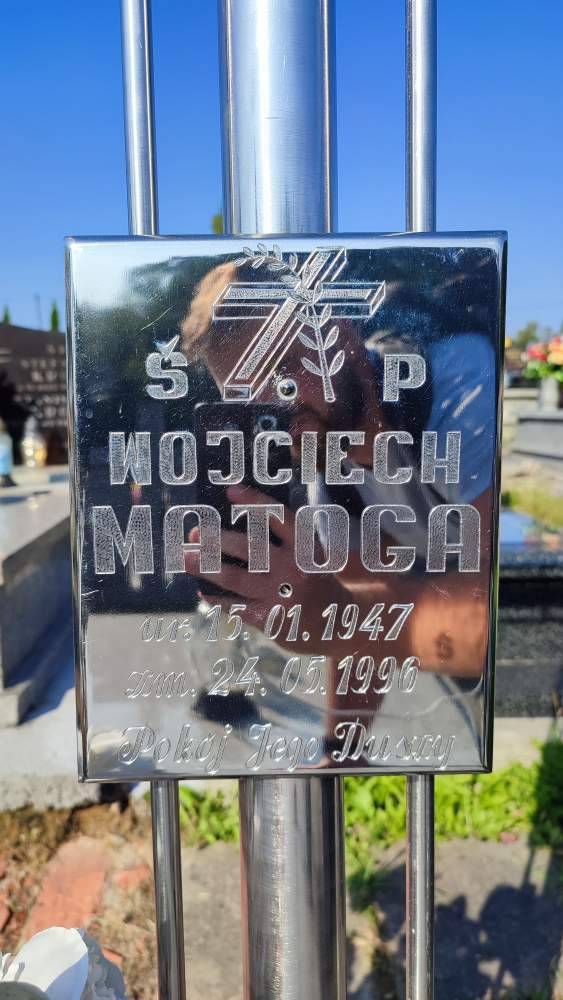 Ś P
WOJCIECH
MATOGA
ur. 15. 01. 1947
zm. 24. 05. 1996
Pokój Jego Duszy